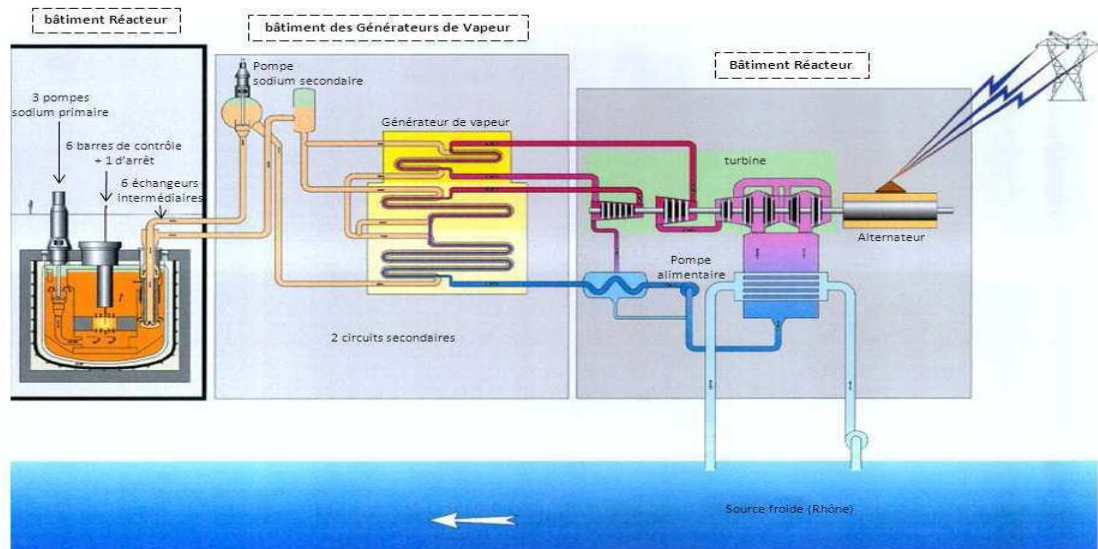 bâtiment Réacteur
bâtiment des Générateurs de Vapeur
Bâtiment Réacteur
Pompe
sodium secondaire
3 pompes
sodium primaire
6 barres de contrôle
+ 1 d'arrêt
6 échangeurs
intermédiaires
Générateur de vapeur
turbine
Alternateur
Pompe
alimentaire
2 circuits secondaires
Source froide (Rhône)